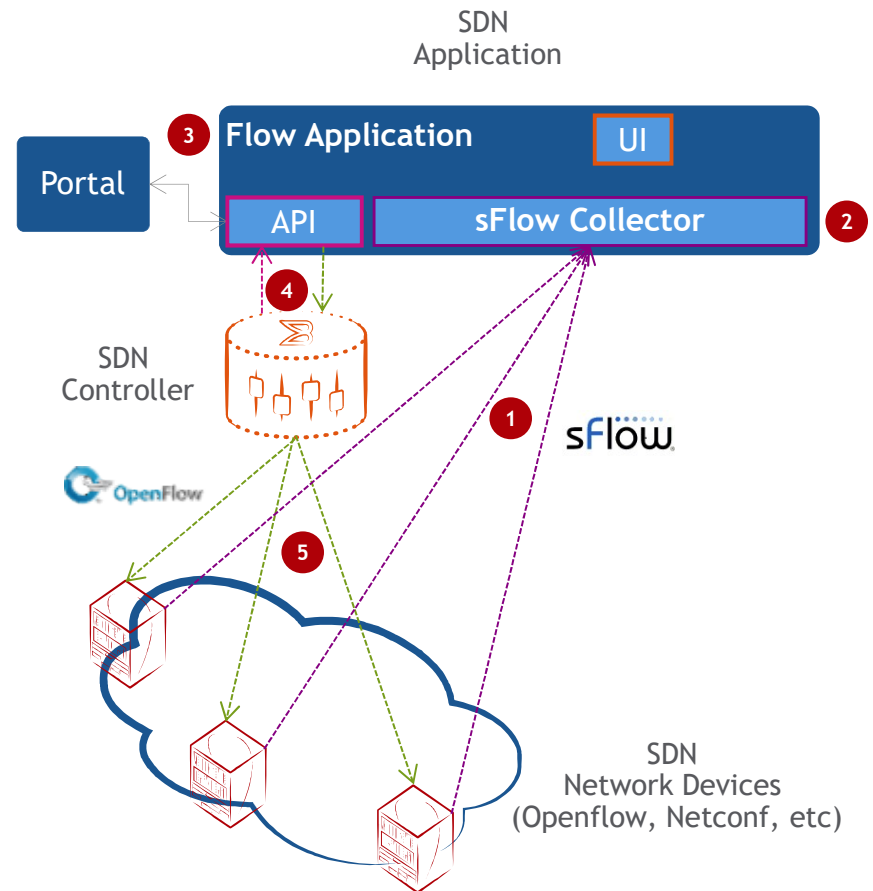 SDN
Application
3
Flow Application
UI
Portal
API
sFlow Collector
2
4
SDN
Controller
1
sFlow
OpenFlow
5
SDN
Network Devices
(Openflow, Netconf, etc)